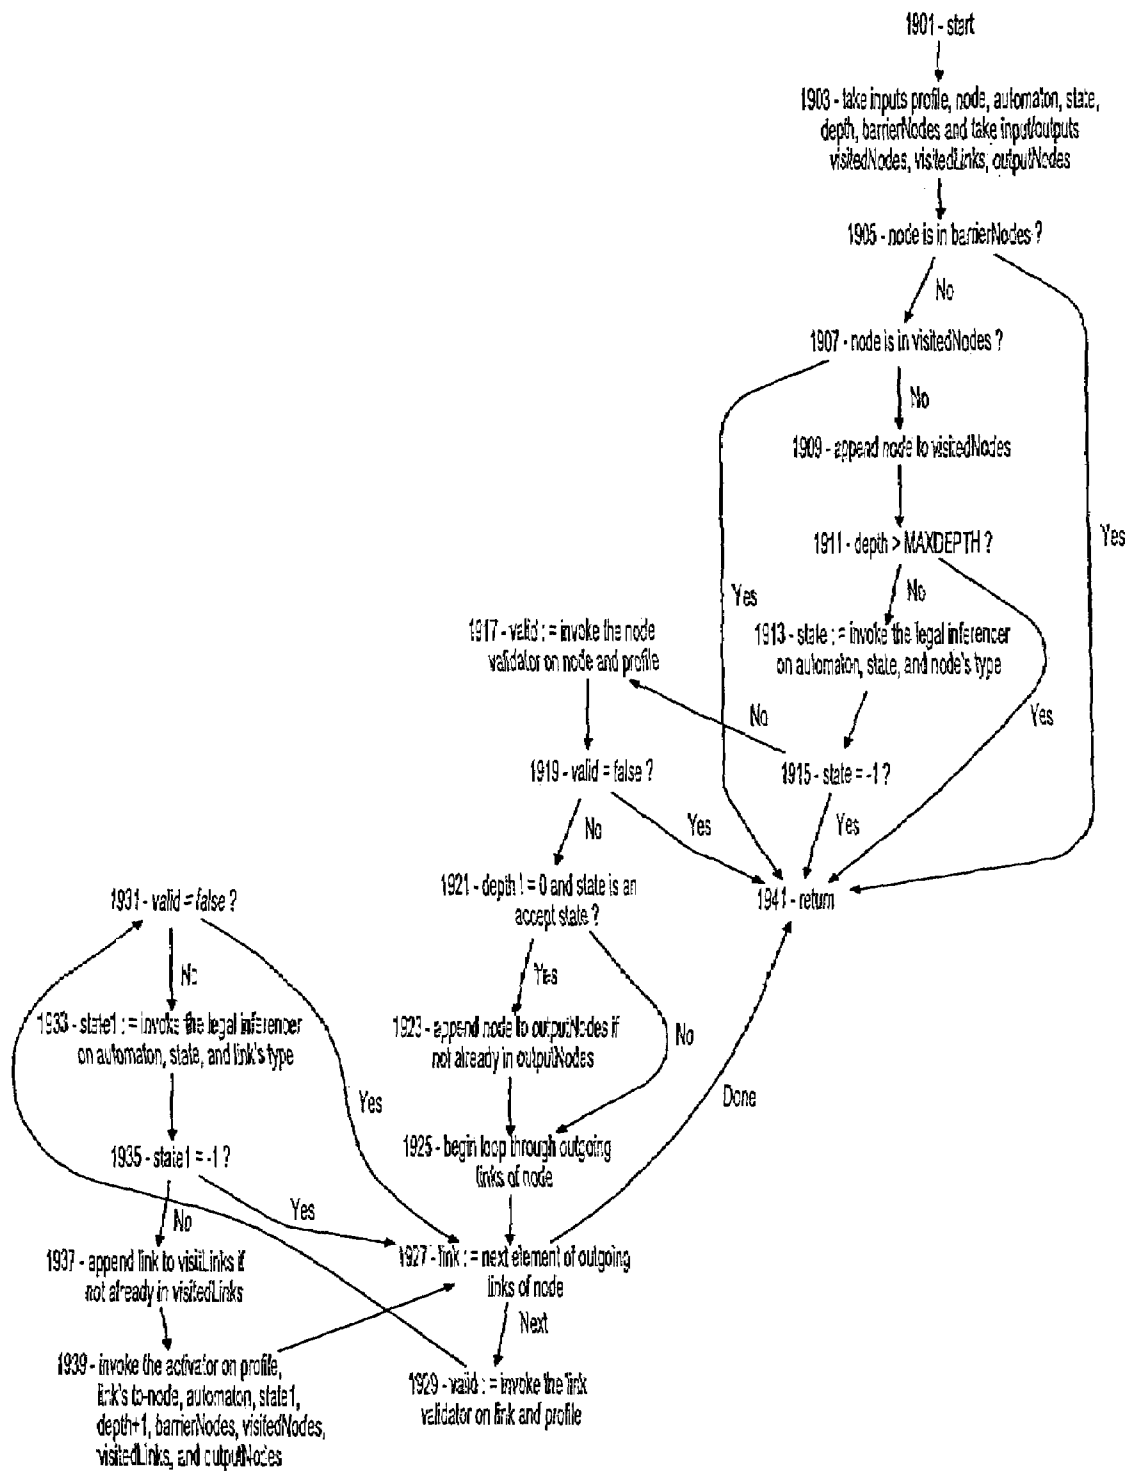 1901 - start
1903 - take inputs profile, node, automaton, state,
depth, barrierNodes and take input/outputs
visitedNodes, visitedLinks, outputNodes
1905 - node is in barrierNodes ?
No
Yes
1907 - node is in visitedNodes ?
No
Yes
1909 - append node to visitedNodes
1911 - depth > MAXDEPTH ?
No
Yes
1913 - state : = invoke the legal inferencer
on automaton, state, and node's type
1915 - state = -1 ?
No
Yes
1917 - valid : = invoke the node
validator on node and profile
1919 - valid = false ?
No
Yes
1921 - depth ! = 0 and state is an
accept state ?
Yes
No
1923 - append node to outputNodes if
not already in outputNodes
1925 - begin loop through outgoing
links of node
1927 - link : = next element of outgoing
links of node
Next
Done
1929 - valid : = invoke the link
validator on link and profile
1931 - valid = false ?
No
Yes
1933 - state1 : = invoke the legal inferencer
on automaton, state, and link's type
1935 - state1 = -1 ?
No
Yes
1937 - append link to visitLinks if
not already in visitedLinks
1939 - invoke the activator on profile,
link's to-node, automaton, state1,
depth+1, barrierNodes, visitedNodes,
visitedLinks, and outputNodes
1941 - return